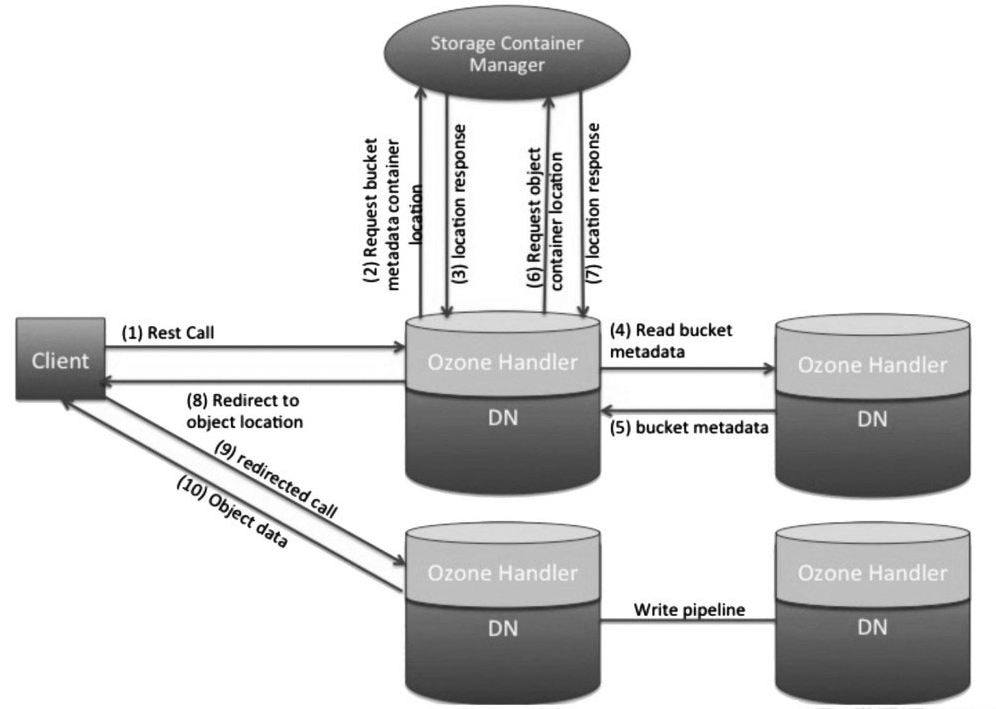 Storage Container
Manager
(2) Request bucket
metadata container
location
(3) location response
(6) Request object
container location
(7) location response
Client
(1) Rest Call
Ozone Handler
DN
(4) Read bucket
metadata
Ozone Handler
DN
(5) bucket metadata
(8) Redirect to
object location
(9) redirected call
(10) Object data
Ozone Handler
DN
Write pipeline
Ozone Handler
DN